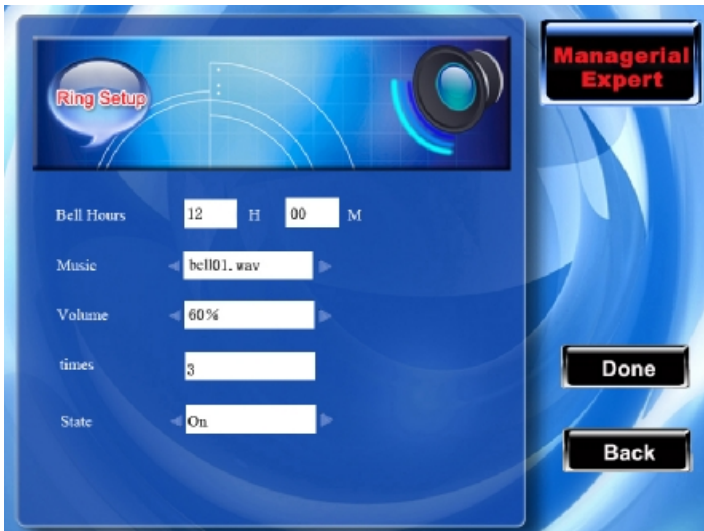 Managerial
Expert
Ring Setup
Bell Hours 12 H 00 M
Music bell01.wav
Volume 60%
times 3
State On
Done
Back